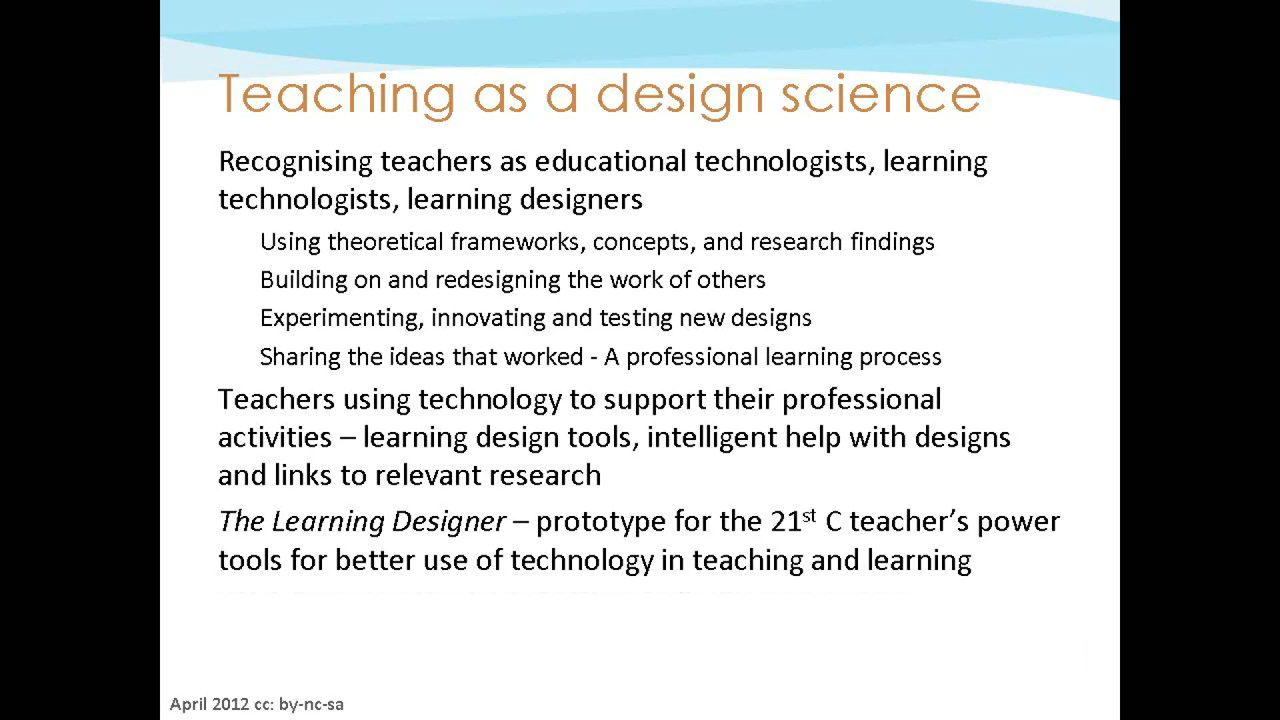 Teaching as a design science
Recognising teachers as educational technologists, learning
technologists, learning designers
Using theoretical frameworks, concepts, and research findings
Building on and redesigning the work of others
Experimenting, innovating and testing new designs
Sharing the ideas that worked - A professional learning process
Teachers using technology to support their professional
activities – learning design tools, intelligent help with designs
and links to relevant research
The Learning Designer – prototype for the 21st C teacher's power
tools for better use of technology in teaching and learning
April 2012 cc: by-nc-sa